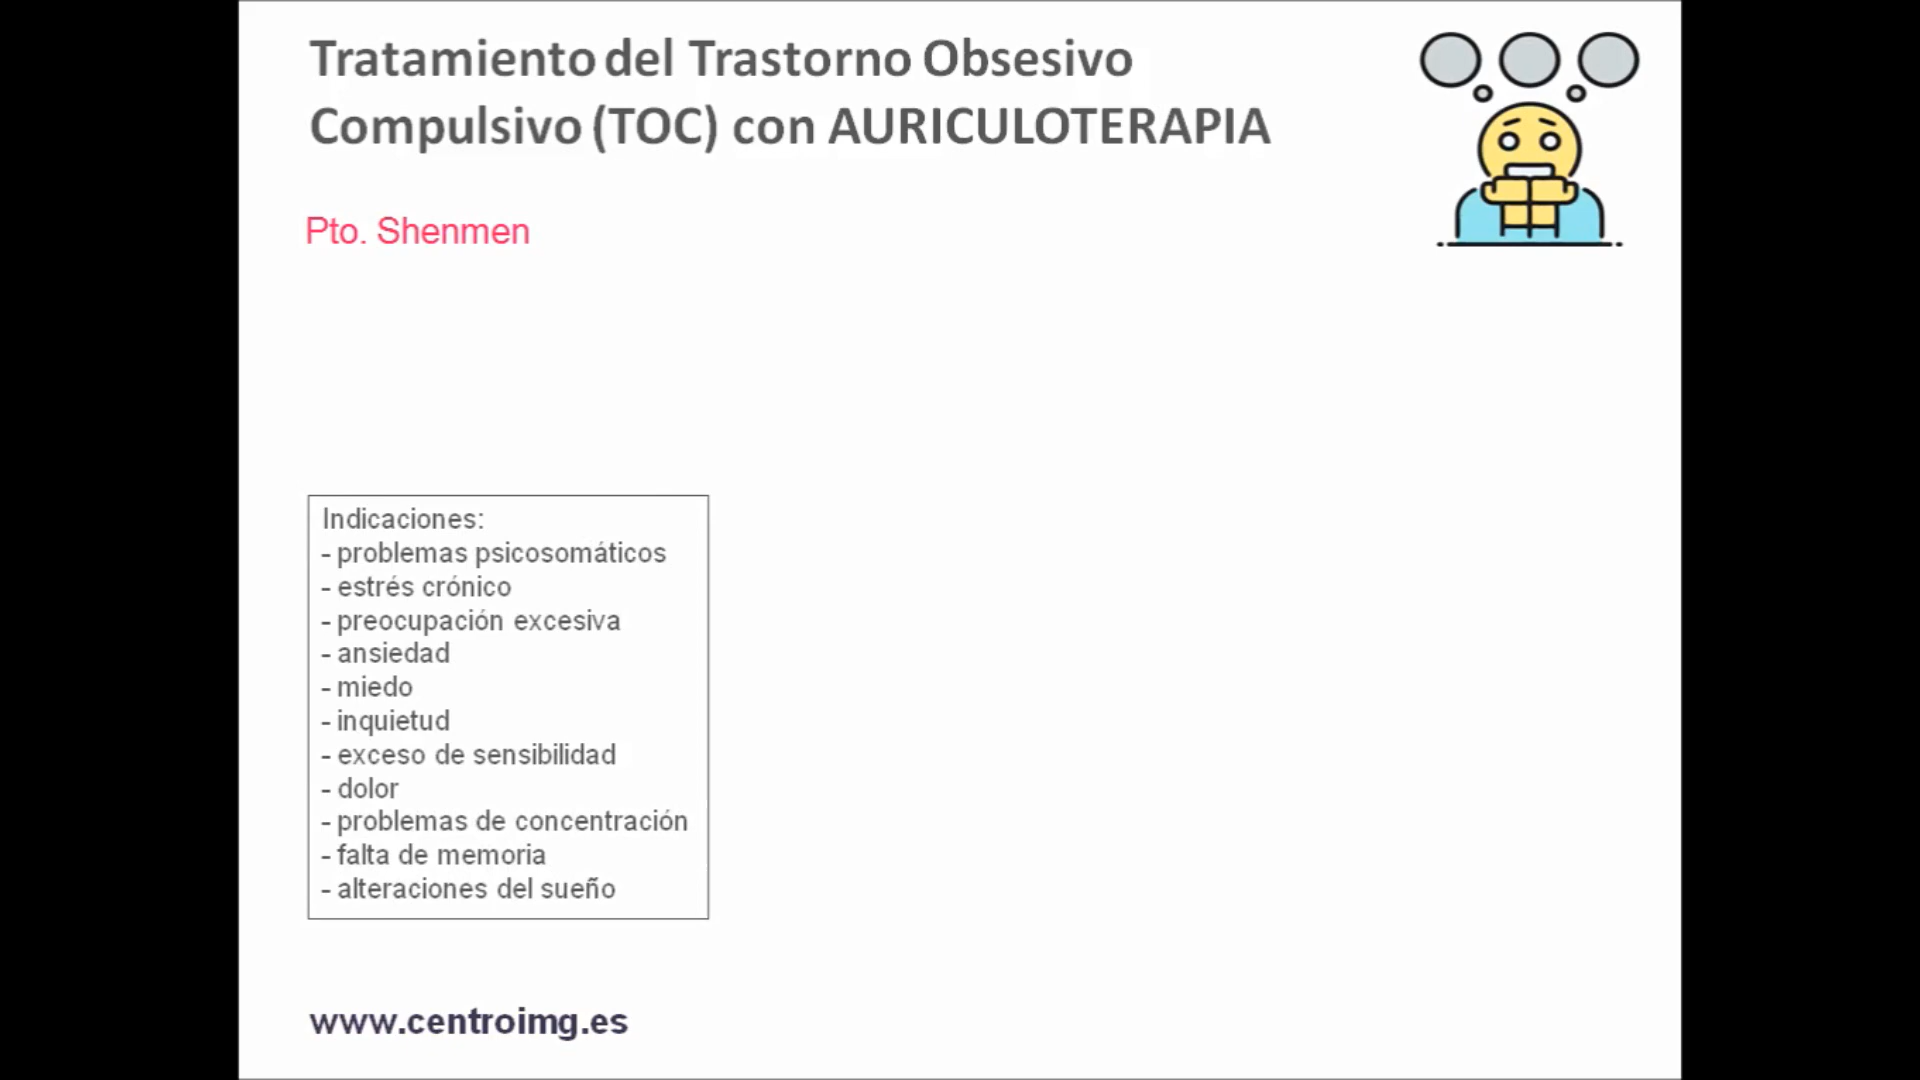 Tratamiento del Trastorno Obsesivo
Compulsivo (TOC) con AURICULOTERAPIA
Pto. Shenmen
Indicaciones:
- problemas psicosomáticos
- estrés crónico
- preocupación excesiva
- ansiedad
- miedo
- inquietud
- exceso de sensibilidad
- dolor
- problemas de concentración
- falta de memoria
- alteraciones del sueño
www.centroimg.es